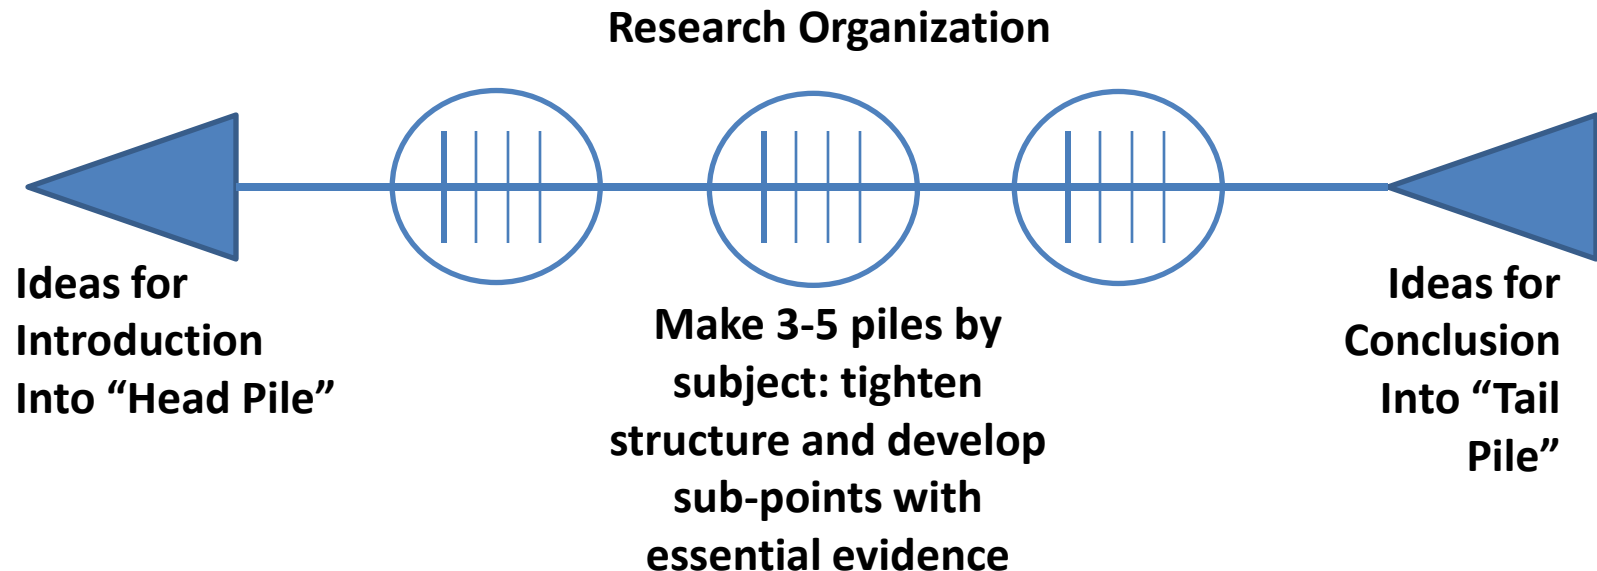 Research Organization
Ideas for
Introduction
Into “Head Pile”
Make 3-5 piles by
subject: tighten
structure and develop
sub-points with
essential evidence
Ideas for
Conclusion
Into “Tail
Pile”